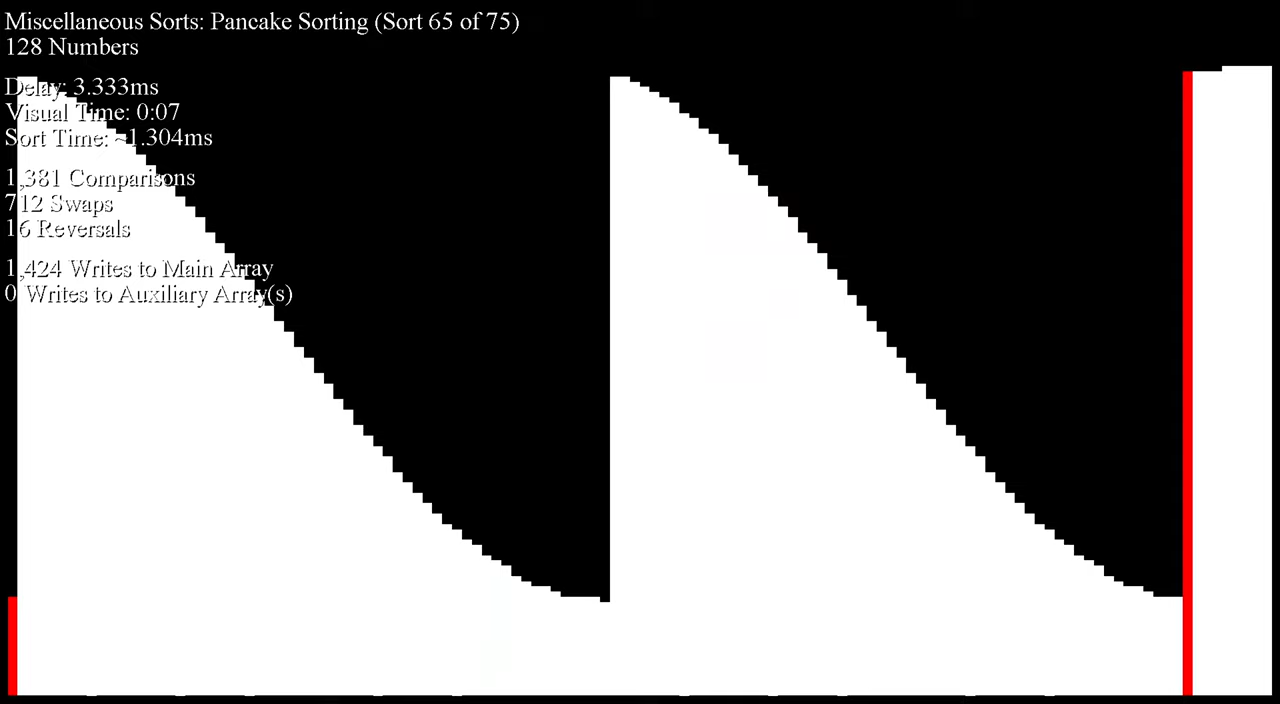 Miscellaneous Sorts: Pancake Sorting (Sort 65 of 75)
128 Numbers
Delay: 3.333ms
Visual Time: 0:07
Sort Time: ~1.304ms
1,381 Comparisons
712 Swaps
16 Reversals
1,424 Writes to Main Array
0 Writes to Auxiliary Array(s)